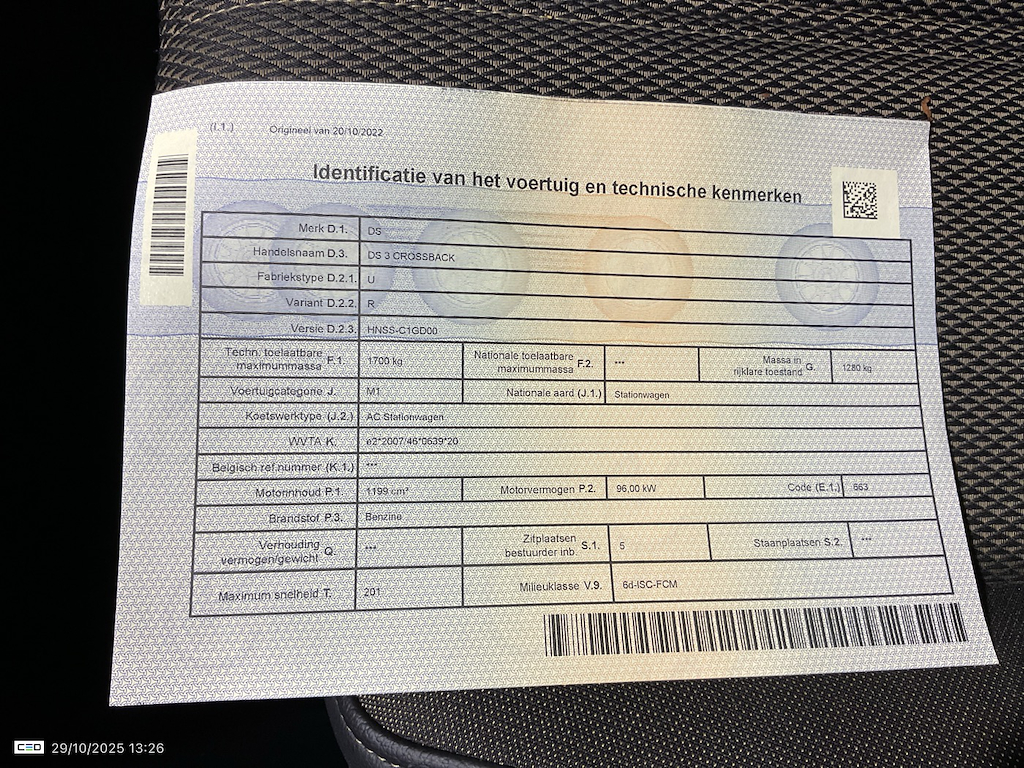 (I.1.) Origineel van 20/10/2022
Identificatie van het voertuig en technische kenmerken
Merk D.1. DS
Handelsnaam D.3. DS 3 CROSSBACK
Fabriekstype D.2.1. U
Variant D.2.2. R
Versie D.2.3. HNSS-C1GD00
Techn. toelaatbare maximummassa F.1. 1700 kg Nationale toelaatbare maximummassa F.2. *** Massa in rijklare toestand G. 1280 kg
Voertuigcategorie J. M1 Nationale aard (J.1.) Stationwagen
Koetswerktype (J.2.) AC Stationwagen
WVTA K. e2*2007/46*0639*20
Belgisch ref.nummer (K.1.) ***
Motorinhoud P.1. 1199 cm³ Motorvermogen P.2. 96,00 kW Code (E.1.) 663
Brandstof P.3. Benzine
Verhouding vermogen/gewicht Q. *** Zitplaatsen bestuurder inb. S.1. 5 Staanplaatsen S.2. ***
Maximum snelheid T. 201 Milieuklasse V.9. 6d-ISC-FCM
CEO 29/10/2025 13:26